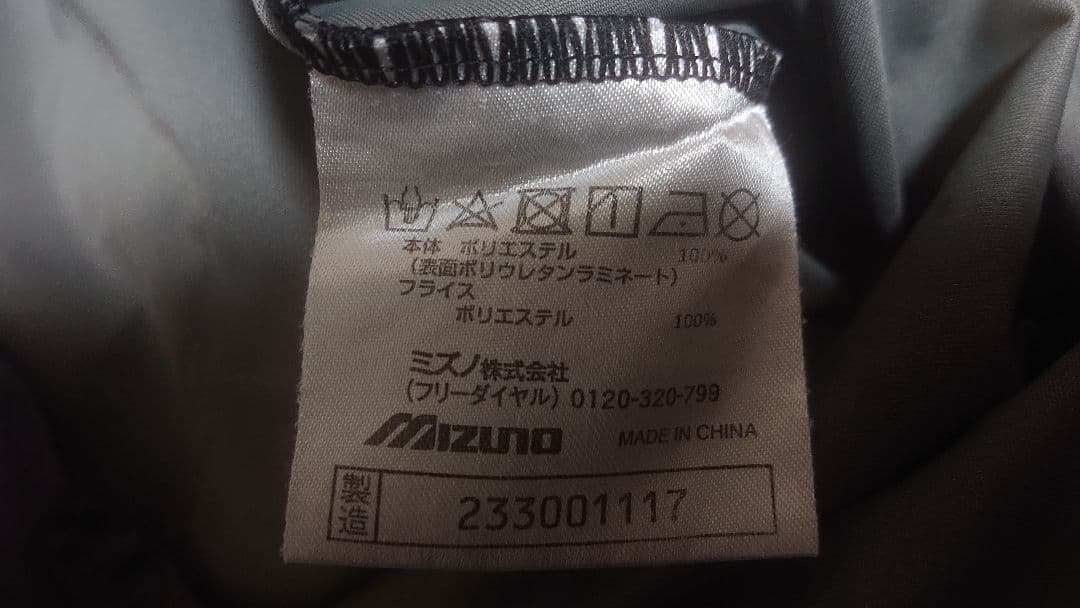 本体 ポリエステル 100%
(表面ポリウレタンラミネート)
フライス
ポリエステル 100%
ミズノ株式会社
(フリーダイヤル) 0120-320-799
MIZUNO MADE IN CHINA
製造 233001117